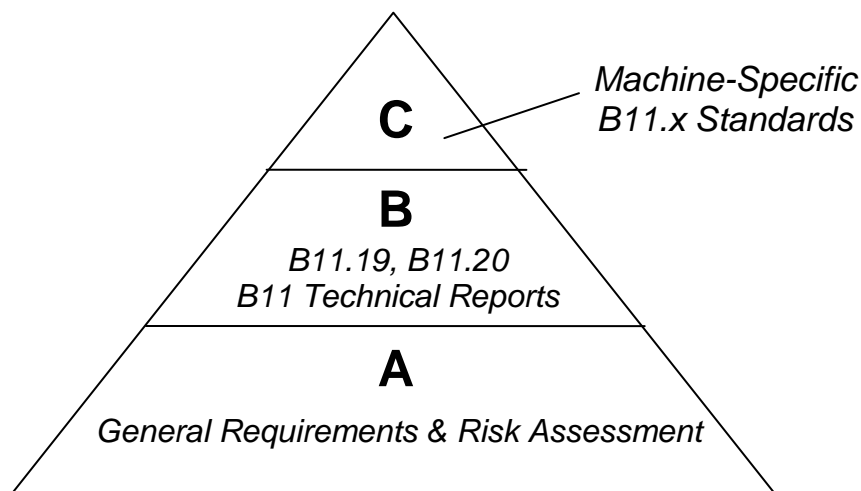 Machine-Specific
B11.x Standards
C
B
B11.19, B11.20
B11 Technical Reports
A
General Requirements & Risk Assessment